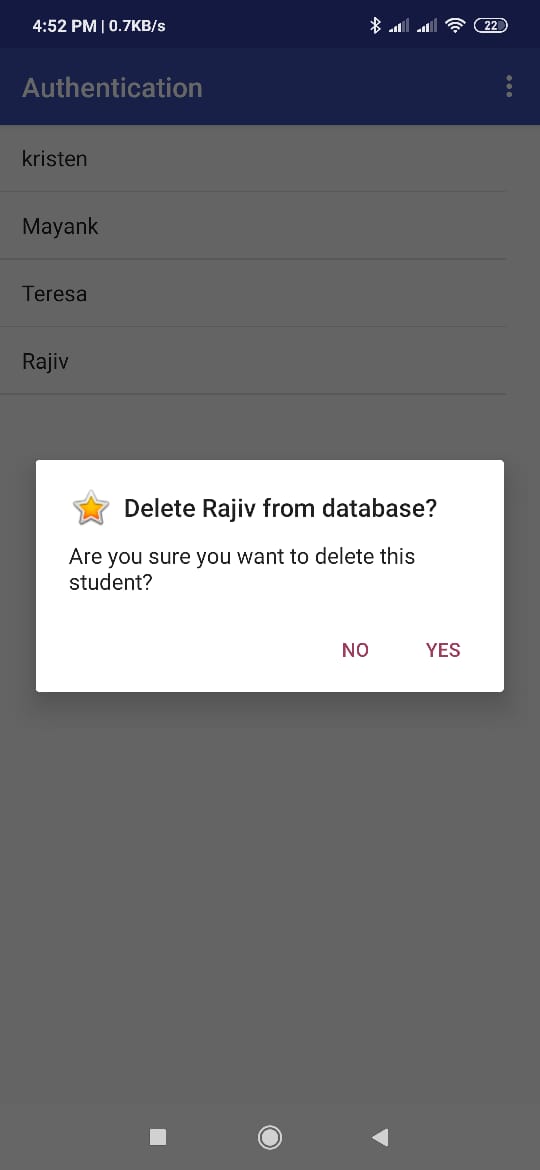 4:52 PM | 0.7KB/s
22
Authentication
kristen
Mayank
Teresa
Rajiv
Delete Rajiv from database?
Are you sure you want to delete this
student?
NO YES